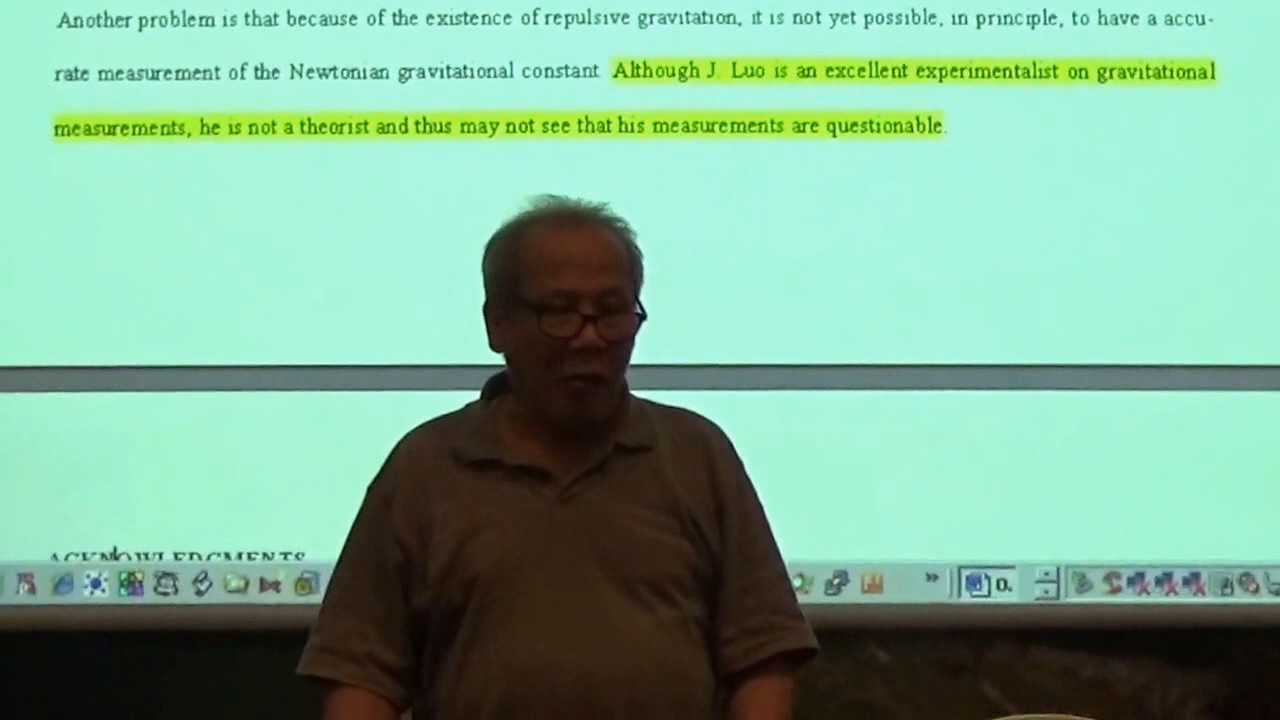 Another problem is that because of the existence of repulsive gravitation, it is not yet possible, in principle, to have a accu-
rate measurement of the Newtonian gravitational constant. Although J. Luo is an excellent experimentalist on gravitational
measurements, he is not a theorist and thus may not see that his measurements are questionable.
ACKNOWLEDGMENTS
0.